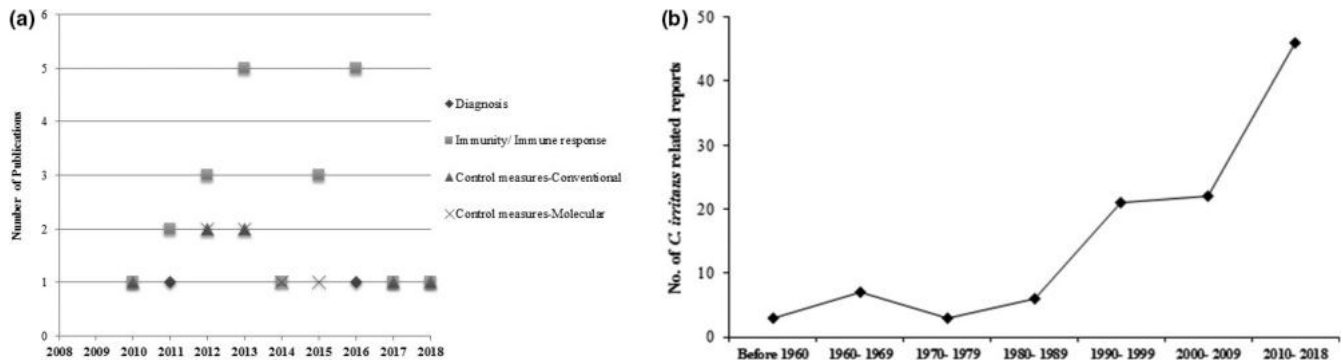 (a)
Number of Publications
6
5
4
3
2
1
0
2008 2009 2010 2011 2012 2013 2014 2015 2016 2017 2018
Diagnosis
Immunity/ Immune response
Control measures-Conventional
Control measures-Molecular
(b)
No. of C. irritans related reports
50
40
30
20
10
0
Before 1960 1960- 1969 1970- 1979 1980- 1989 1990- 1999 2000- 2009 2010- 2018